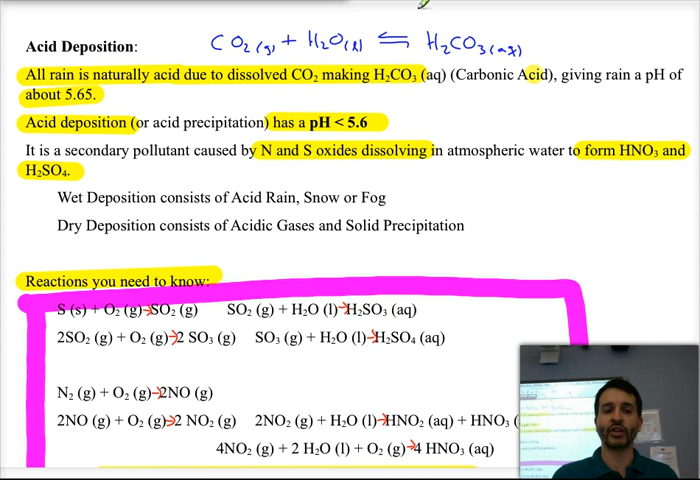 Acid Deposition: CO2(g) + H2O(l) ⇌ H2CO3(aq)
All rain is naturally acid due to dissolved CO₂ making H₂CO₃ (aq) (Carbonic Acid), giving rain a pH of
about 5.65.
Acid deposition (or acid precipitation) has a pH < 5.6
It is a secondary pollutant caused by N and S oxides dissolving in atmospheric water to form HNO₃ and
H₂SO₄.
Wet Deposition consists of Acid Rain, Snow or Fog
Dry Deposition consists of Acidic Gases and Solid Precipitation
Reactions you need to know:
S (s) + O₂ (g)→SO₂ (g) SO₂ (g) + H₂O (l)→H₂SO₃ (aq)
2SO₂ (g) + O₂ (g)→2 SO₃ (g) SO₃ (g) + H₂O (l)→H₂SO₄ (aq)
N₂ (g) + O₂ (g)→2NO (g)
2NO (g) + O₂ (g)→2 NO₂ (g) 2NO₂ (g) + H₂O (l)→HNO₂ (aq) + HNO₃ (
4NO₂ (g) + 2 H₂O (l) + O₂ (g)→4 HNO₃ (aq)